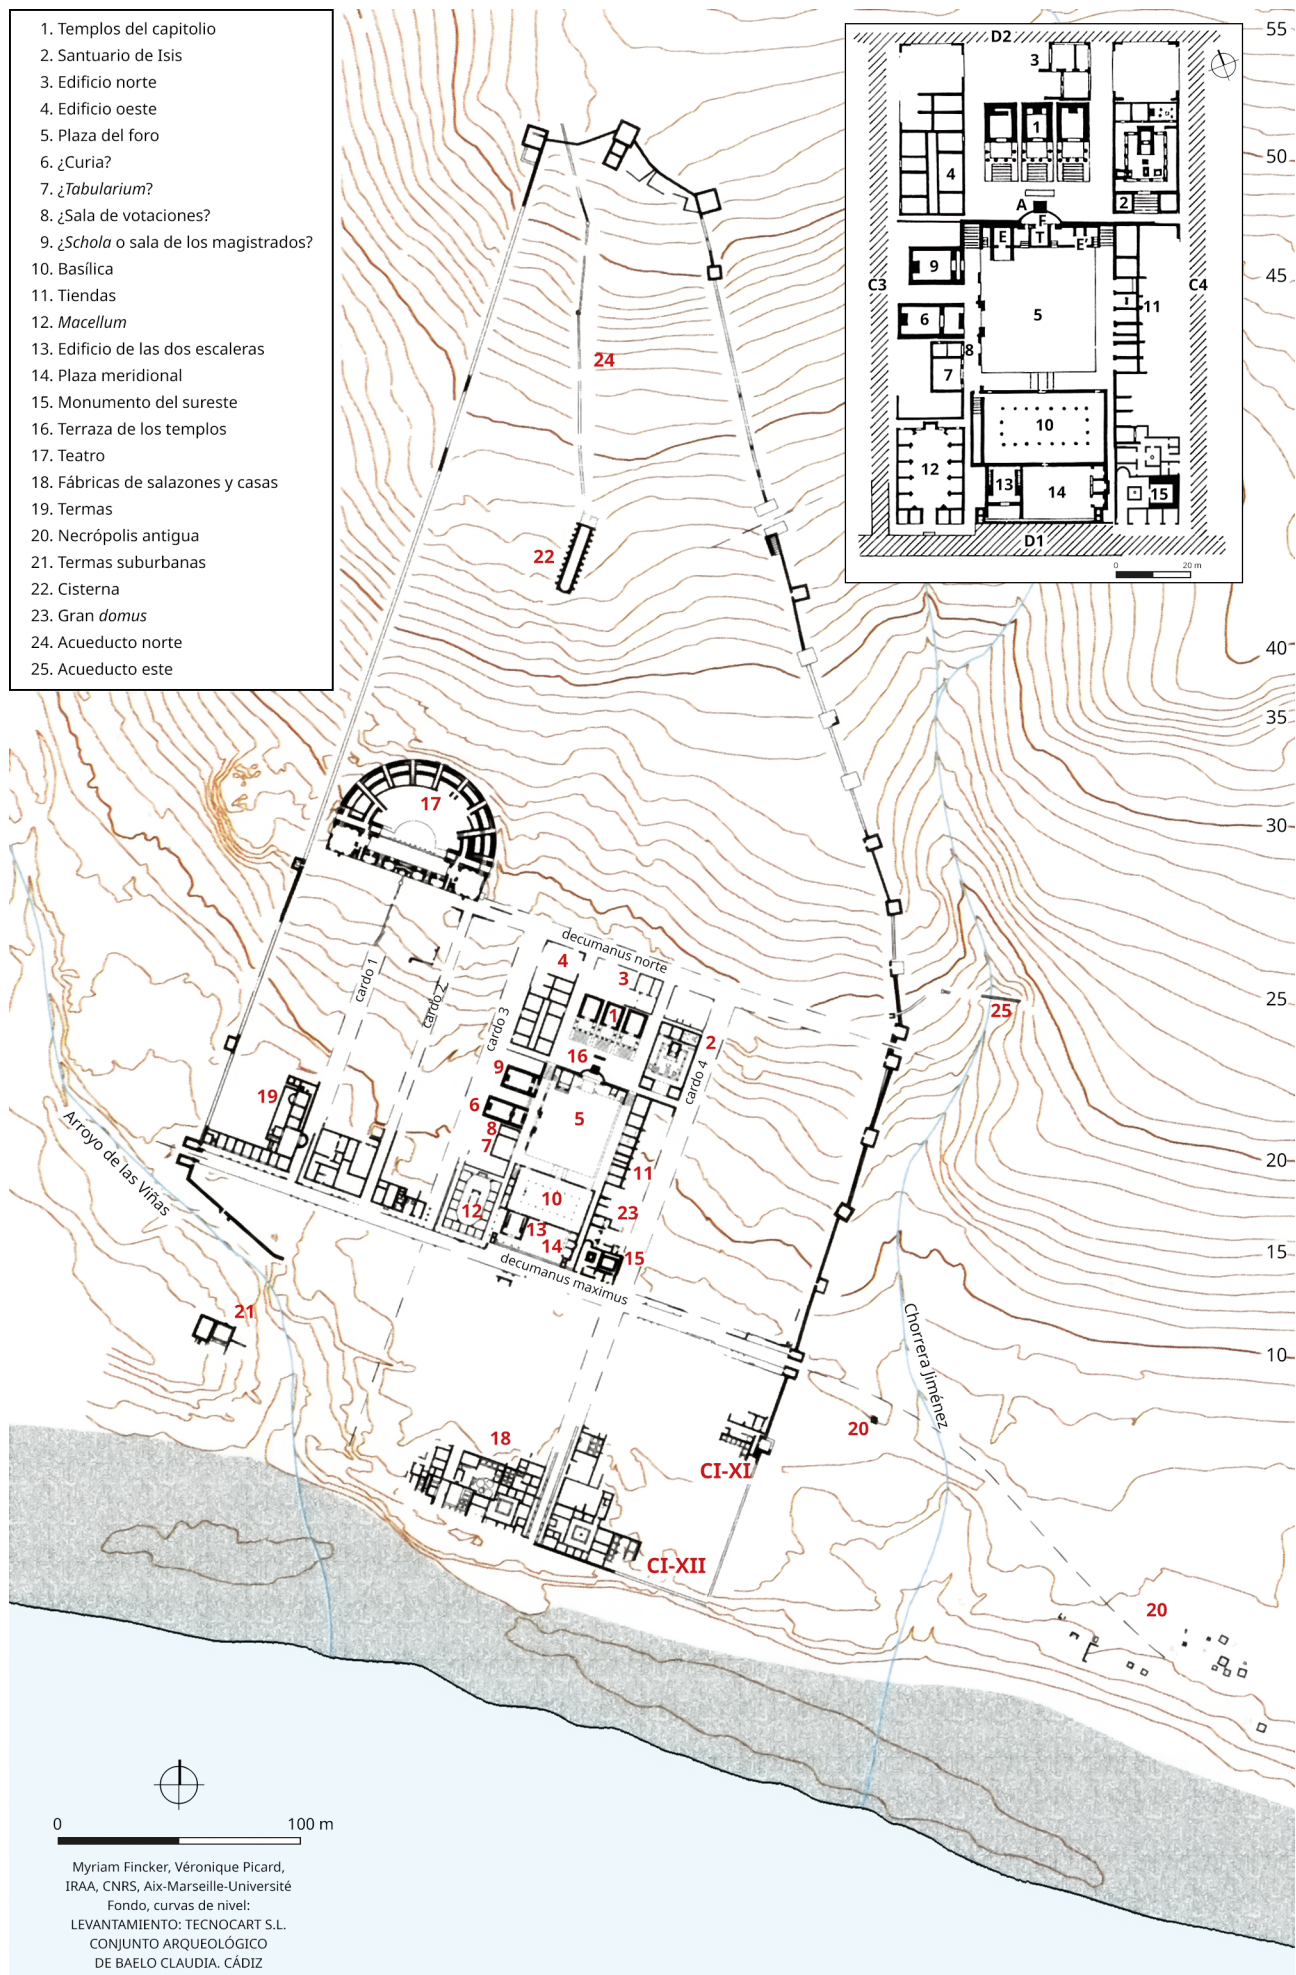 1. Templos del capitolio
2. Santuario de Isis
3. Edificio norte
4. Edificio oeste
5. Plaza del foro
6. ¿Curia?
7. ¿Tabularium?
8. ¿Sala de votaciones?
9. ¿Schola o sala de los magistrados?
10. Basílica
11. Tiendas
12. Macellum
13. Edificio de las dos escaleras
14. Plaza meridional
15. Monumento del sureste
16. Terraza de los templos
17. Teatro
18. Fábricas de salazones y casas
19. Termas
20. Necrópolis antigua
21. Termas suburbanas
22. Cisterna
23. Gran domus
24. Acueducto norte
25. Acueducto este
D2
3
1
4
2
A
F
E
T
E'
9
C3
C4
5
11
6
8
7
10
12
13
14
15
D1
0 20 m
55
50
45
40
35
30
25
20
15
10
24
22
17
decumanus norte
4
3
cardo 1
cardo 2
cardo 3
1
25
2
16
9
cardo 4
19
6
5
8
7
11
Arroyo de las Viñas
10
12
23
13
14
15
decumanus maximus
21
Chorrera Jiménez
20
18
CI-XI
CI-XII
20
0 100 m
Myriam Fincker, Véronique Picard,
IRAA, CNRS, Aix-Marseille-Université
Fondo, curvas de nivel:
LEVANTAMIENTO: TECNOCART S.L.
CONJUNTO ARQUEOLÓGICO
DE BAELO CLAUDIA. CÁDIZ